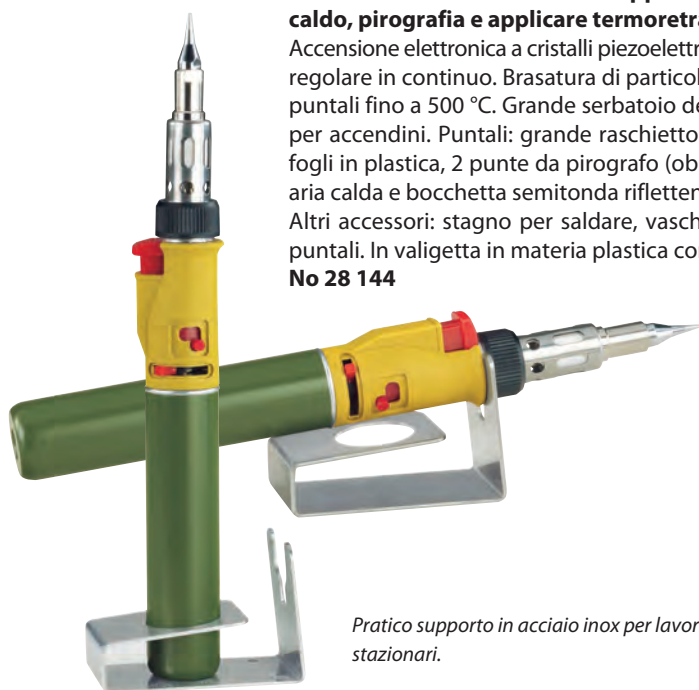 caldo, pirografia e applicare termoretra
Accensione elettronica a cristalli piezoelettr
regolare in continuo. Brasatura di particol
puntali fino a 500 °C. Grande serbatoio de
per accendini. Puntali: grande raschietto
fogli in plastica, 2 punte da pirografo (ob
aria calda e bocchetta semitonda rifletten
Altri accessori: stagno per saldare, vasch
puntali. In valigetta in materia plastica co
No 28 144
Pratico supporto in acciaio inox per lavor
stazionari.